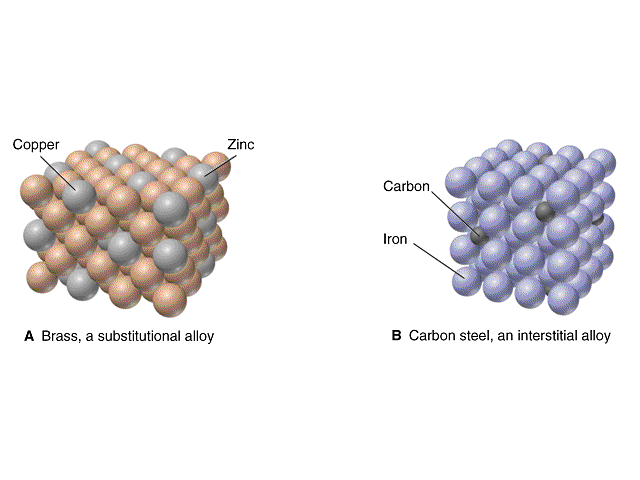 Copper
Zinc
Carbon
Iron
A Brass, a substitutional alloy
B Carbon steel, an interstitial alloy